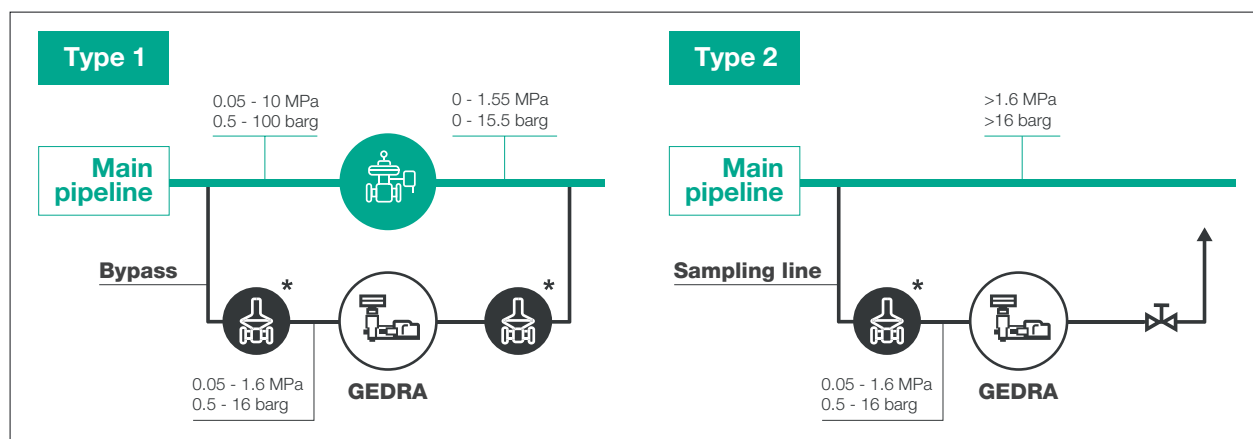 Type 1
0.05 - 10 MPa
0.5 - 100 barg
0 - 1.55 MPa
0 - 15.5 barg
Main
pipeline
Bypass
*
*
GEDRA
0.05 - 1.6 MPa
0.5 - 16 barg
Type 2
>1.6 MPa
>16 barg
Main
pipeline
Sampling line
*
GEDRA
0.05 - 1.6 MPa
0.5 - 16 barg